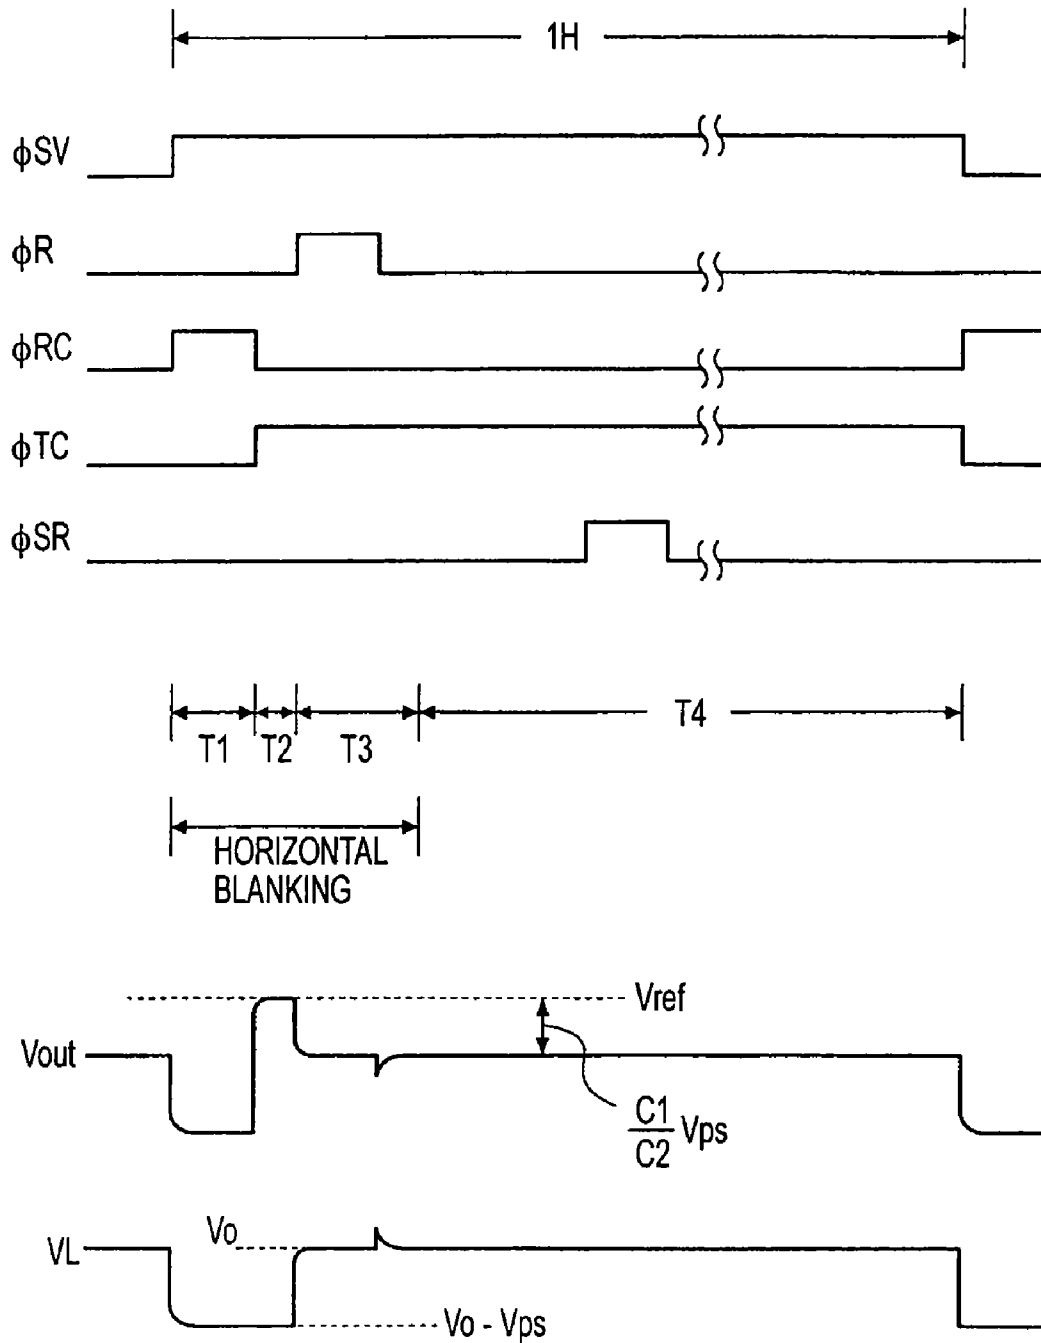 1H
ϕSV
ϕR
ϕRC
ϕTC
ϕSR
T1 T2 T3 T4
HORIZONTAL
BLANKING
Vref
Vout
C1
C2 Vps
Vo
VL
Vo - Vps